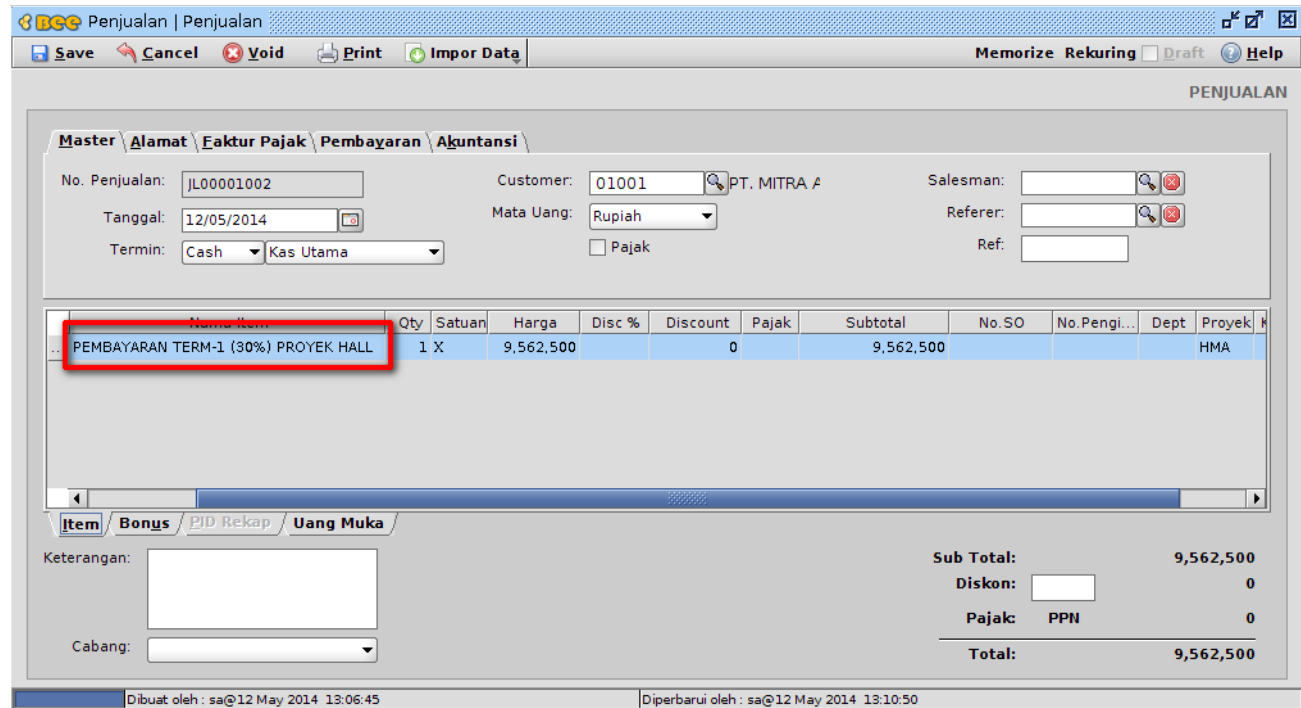 Bee Penjualan | Penjualan
Save Cancel Void Print Impor Data Memorize Rekuring Draft Help
PENJUALAN
Master Alamat Faktur Pajak Pembayaran Akuntansi
No. Penjualan: JL00001002 Customer: 01001 PT. MITRA A Salesman:
Tanggal: 12/05/2014 Mata Uang: Rupiah Referer:
Termin: Cash Kas Utama Pajak Ref:
Nama Item Qty Satuan Harga Disc % Discount Pajak Subtotal No.SO No.Pengi... Dept Proyek K
.. PEMBAYARAN TERM-1 (30%) PROYEK HALL 1 X 9,562,500 0 9,562,500 HMA
Item Bonus PJD Rekap Uang Muka
Keterangan: Sub Total: 9,562,500
Diskon: 0
Pajak: PPN 0
Cabang: Total: 9,562,500
Dibuat oleh : sa@12 May 2014 13:06:45 Diperbarui oleh : sa@12 May 2014 13:10:50